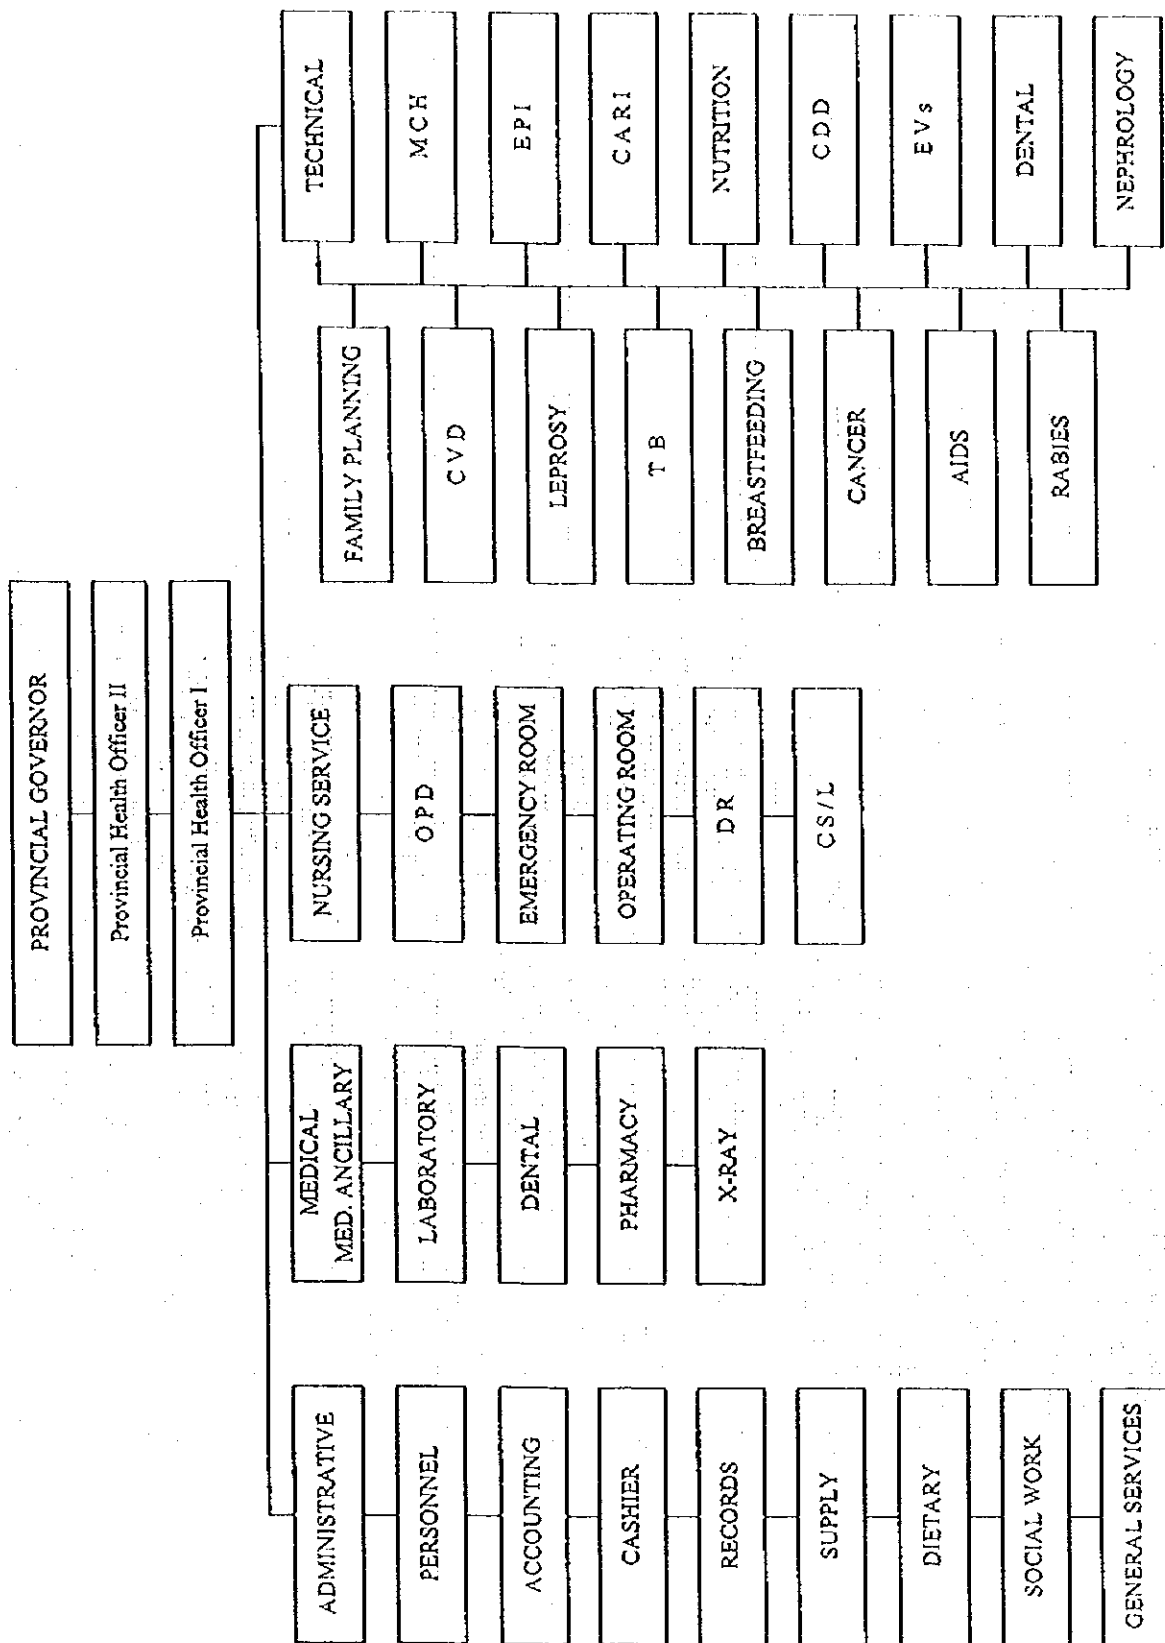 PROVINCIAL GOVERNOR
Provincial Health Officer II
Provincial Health Officer I
ADMINISTRATIVE
PERSONNEL
ACCOUNTING
CASHIER
RECORDS
SUPPLY
DIETARY
SOCIAL WORK
GENERAL SERVICES
MEDICAL
MED. ANCILLARY
LABORATORY
DENTAL
PHARMACY
X-RAY
NURSING SERVICE
O P D
EMERGENCY ROOM
OPERATING ROOM
D R
C S / L
TECHNICAL
FAMILY PLANNING
M C H
C V D
E P I
LEPROSY
C A R I
T B
NUTRITION
BREASTFEEDING
C D D
CANCER
E V s
AIDS
DENTAL
RABIES
NEPHROLOGY